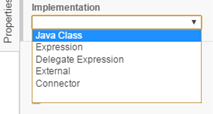 Properties
Implementation
Java Class
Expression
Delegate Expression
External
Connector